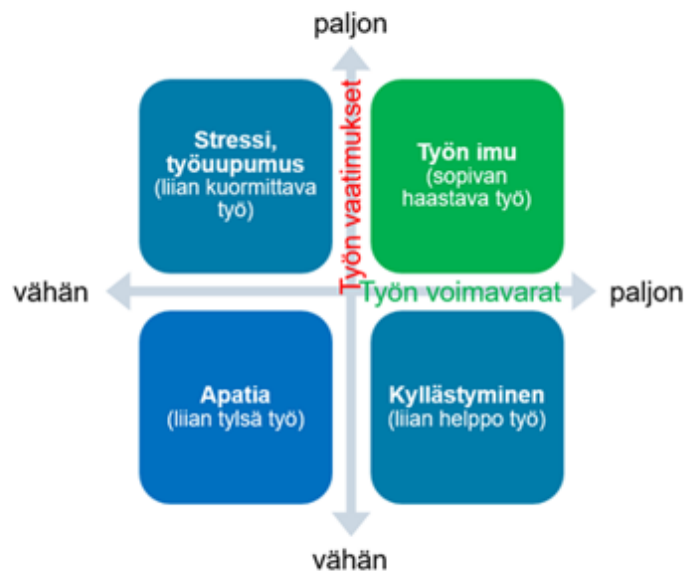 paljon
Stressi,
työuupumus
(liian kuormittava
työ)
Työn vaatimukset
Työn imu
(sopivan
haastava työ)
vähän
Työn voimavarat
paljon
Apatia
(liian tylsä työ)
Kyllästyminen
(liian helppo työ)
vähän